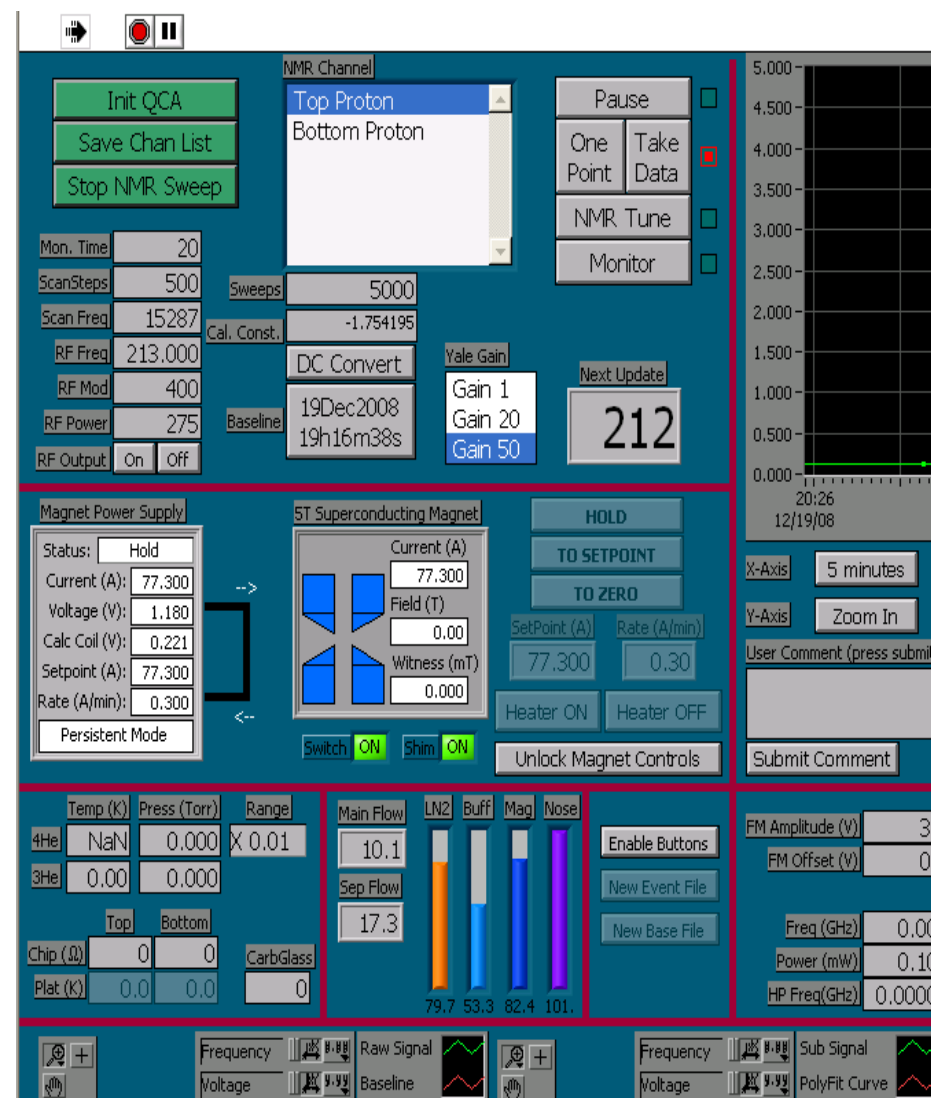 NMR Channel
Init QCA
Save Chan List
Stop NMR Sweep
Top Proton
Bottom Proton
Pause
One Point
Take Data
NMR Tune
Monitor
Mon. Time 20
ScanSteps 500
Scan Freq 15287
RF Freq 213.000
RF Mod 400
RF Power 275
RF Output On Off
Sweeps 5000
Cal. Const. -1.754195
DC Convert
Baseline 19Dec2008
19h16m38s
Yale Gain
Gain 1
Gain 20
Gain 50
Next Update
212
5.000
4.500
4.000
3.500
3.000
2.500
2.000
1.500
1.000
0.500
0.000
20:26
12/19/08
X-Axis 5 minutes
Y-Axis Zoom In
User Comment (press submit
Submit Comment
Magnet Power Supply
Status: Hold
Current (A): 77.300
Voltage (V): 1.180
Calc Coil (V): 0.221
Setpoint (A): 77.300
Rate (A/min): 0.300
Persistent Mode
-->
<--
5T Superconducting Magnet
Current (A)
77.300
Field (T)
0.00
Witness (mT)
0.000
Switch ON Shim ON
HOLD
TO SETPOINT
TO ZERO
SetPoint (A) Rate (A/min)
77.300 0.30
Heater ON Heater OFF
Unlock Magnet Controls
Temp (K) Press (Torr) Range
4He NaN 0.000 X 0.01
3He 0.00 0.000
Top Bottom
Chip (Ω) 0 0 CarbGlass
Plat (K) 0.0 0.0 0
Main Flow
10.1
Sep Flow
17.3
LN2 Buff Mag Nose
79.7 53.3 82.4 101.
Enable Buttons
New Event File
New Base File
FM Amplitude (V) 3
FM Offset (V) 0
Freq (GHz) 0.00
Power (mW) 0.10
HP Freq(GHz) 0.0000
Frequency
Voltage
Raw Signal
Baseline
Frequency
Voltage
Sub Signal
PolyFit Curve